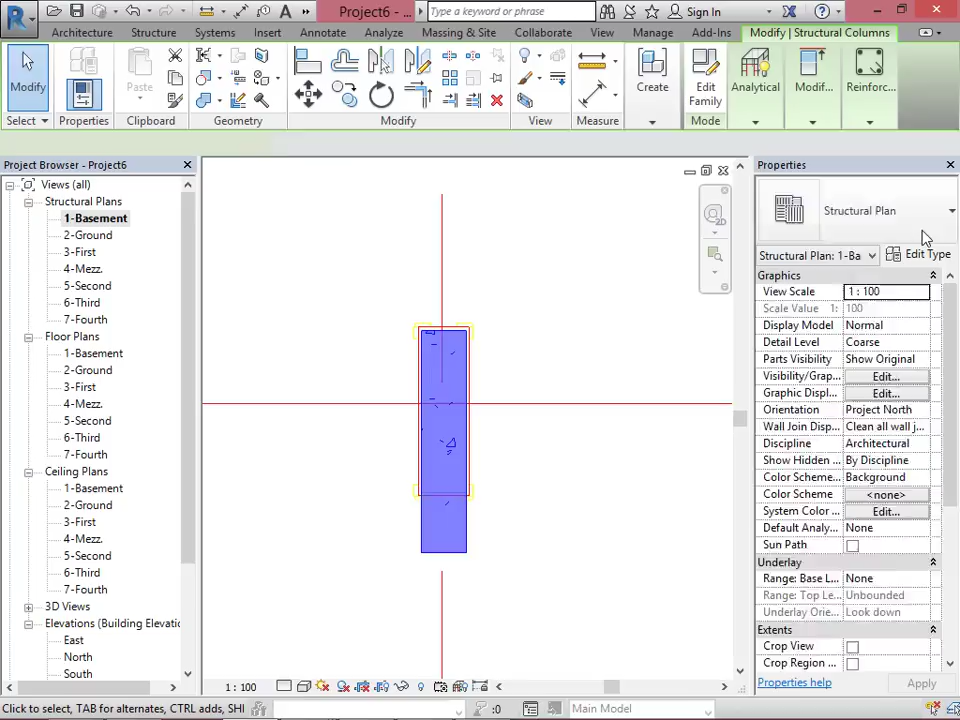 Project6 - ...
Type a keyword or phrase
Sign In
Architecture Structure Systems Insert Annotate Analyze Massing & Site Collaborate View Manage Add-Ins Modify | Structural Columns
Modify
Paste
Create
Edit
Family
Analytical
Modif...
Reinforc...
Select
Properties
Clipboard
Geometry
Modify
View
Measure
Mode
Project Browser - Project6
Views (all)
Structural Plans
1-Basement
2-Ground
3-First
4-Mezz.
5-Second
6-Third
7-Fourth
Floor Plans
1-Basement
2-Ground
3-First
4-Mezz.
5-Second
6-Third
7-Fourth
Ceiling Plans
1-Basement
2-Ground
3-First
4-Mezz.
5-Second
6-Third
7-Fourth
3D Views
Elevations (Building Elevatio
East
North
South
2D
Properties
Structural Plan
Structural Plan: 1-Ba
Edit Type
Graphics
View Scale 1 : 100
Scale Value 1: 100
Display Model Normal
Detail Level Coarse
Parts Visibility Show Original
Visibility/Grap... Edit...
Graphic Displ... Edit...
Orientation Project North
Wall Join Disp... Clean all wall j...
Discipline Architectural
Show Hidden ... By Discipline
Color Scheme... Background
Color Scheme <none>
System Color ... Edit...
Default Analy... None
Sun Path
Underlay
Range: Base L... None
Range: Top Le... Unbounded
Underlay Orie... Look down
Extents
Crop View
Crop Region ...
Properties help
Apply
1 : 100
Click to select, TAB for alternates, CTRL adds, SHI
:0
Main Model